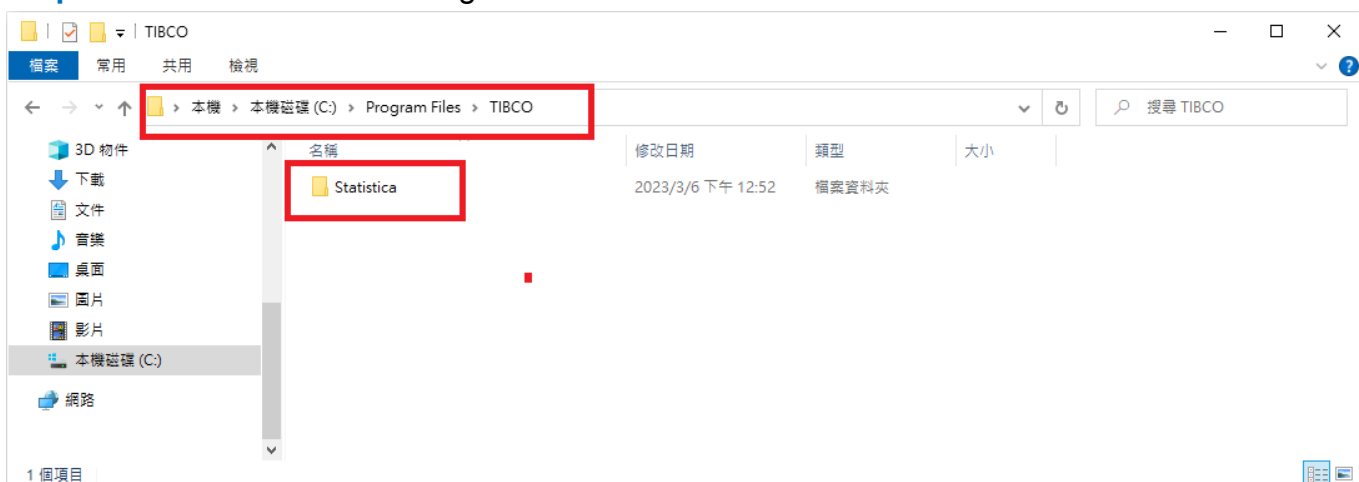 TIBCO
檔案 常用 共用 檢視
本機 > 本機磁碟 (C:) > Program Files > TIBCO 搜尋 TIBCO
名稱 修改日期 類型 大小
3D 物件
下載
Statistica 2023/3/6 下午 12:52 檔案資料夾
文件
音樂
桌面
圖片
影片
本機磁碟 (C:)
網路
1 個項目